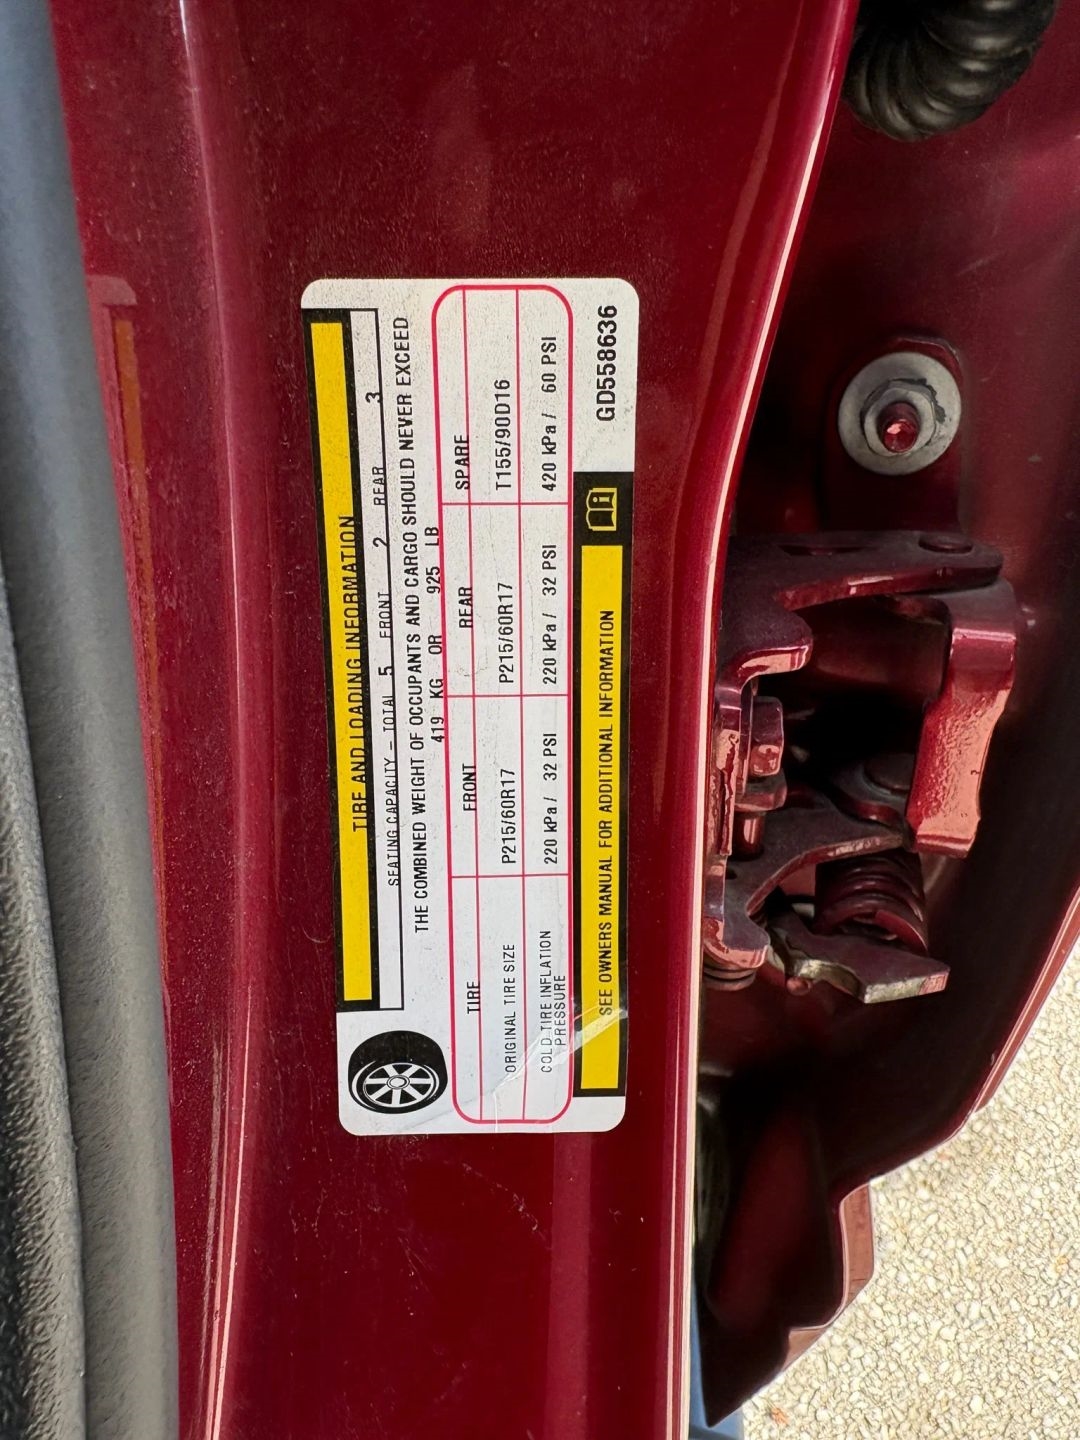 TIRE AND LOADING INFORMATION
SEATING CAPACITY - TOTAL 5 FRONT 2 REAR 3
THE COMBINED WEIGHT OF OCCUPANTS AND CARGO SHOULD NEVER EXCEED
419 KG OR 925 LB
TIRE FRONT REAR SPARE
ORIGINAL TIRE SIZE P215/60R17 P215/60R17 T155/90D16
COLD TIRE INFLATION PRESSURE 220 kPa / 32 PSI 220 kPa / 32 PSI 420 kPa / 60 PSI
SEE OWNERS MANUAL FOR ADDITIONAL INFORMATION
GD558636